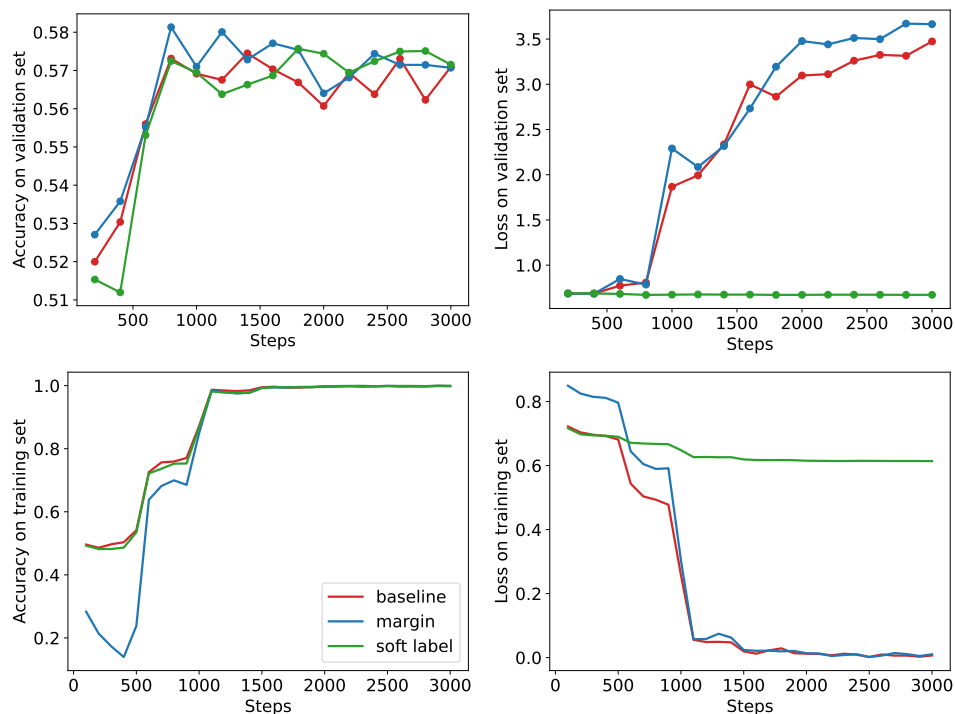 Accuracy on validation set
0.58
0.57
0.56
0.55
0.54
0.53
0.52
0.51
500 1000 1500 2000 2500 3000
Steps
Loss on validation set
3.5
3.0
2.5
2.0
1.5
1.0
500 1000 1500 2000 2500 3000
Steps
Accuracy on training set
1.0
0.8
0.6
0.4
0.2
0 500 1000 1500 2000 2500 3000
Steps
baseline
margin
soft label
Loss on training set
0.8
0.6
0.4
0.2
0.0
0 500 1000 1500 2000 2500 3000
Steps